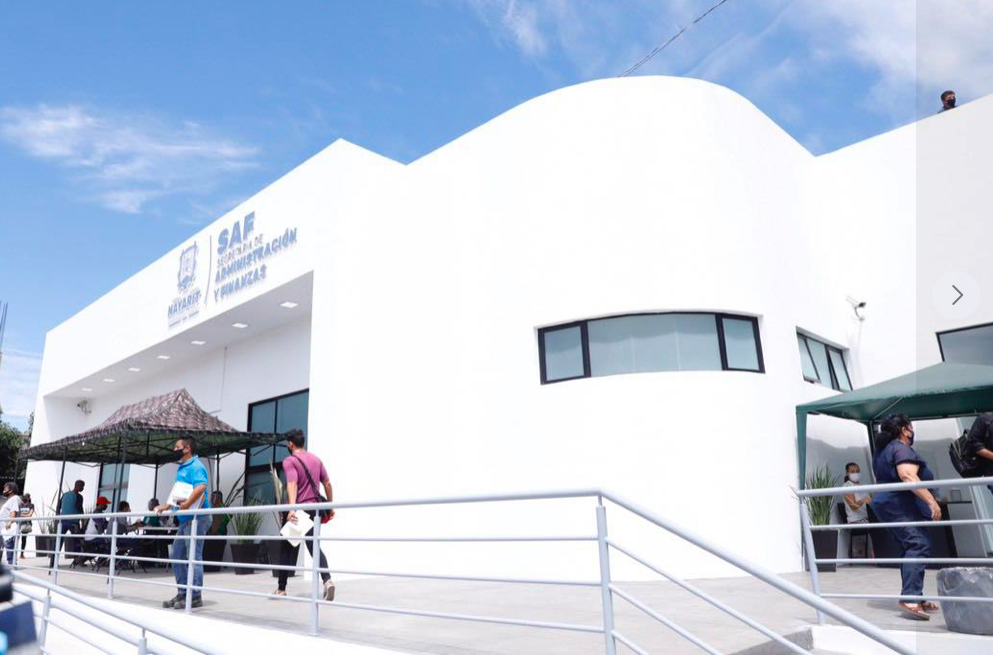 SAF
SECRETARÍA DE
ADMINISTRACIÓN
Y FINANZAS
NAYARIT